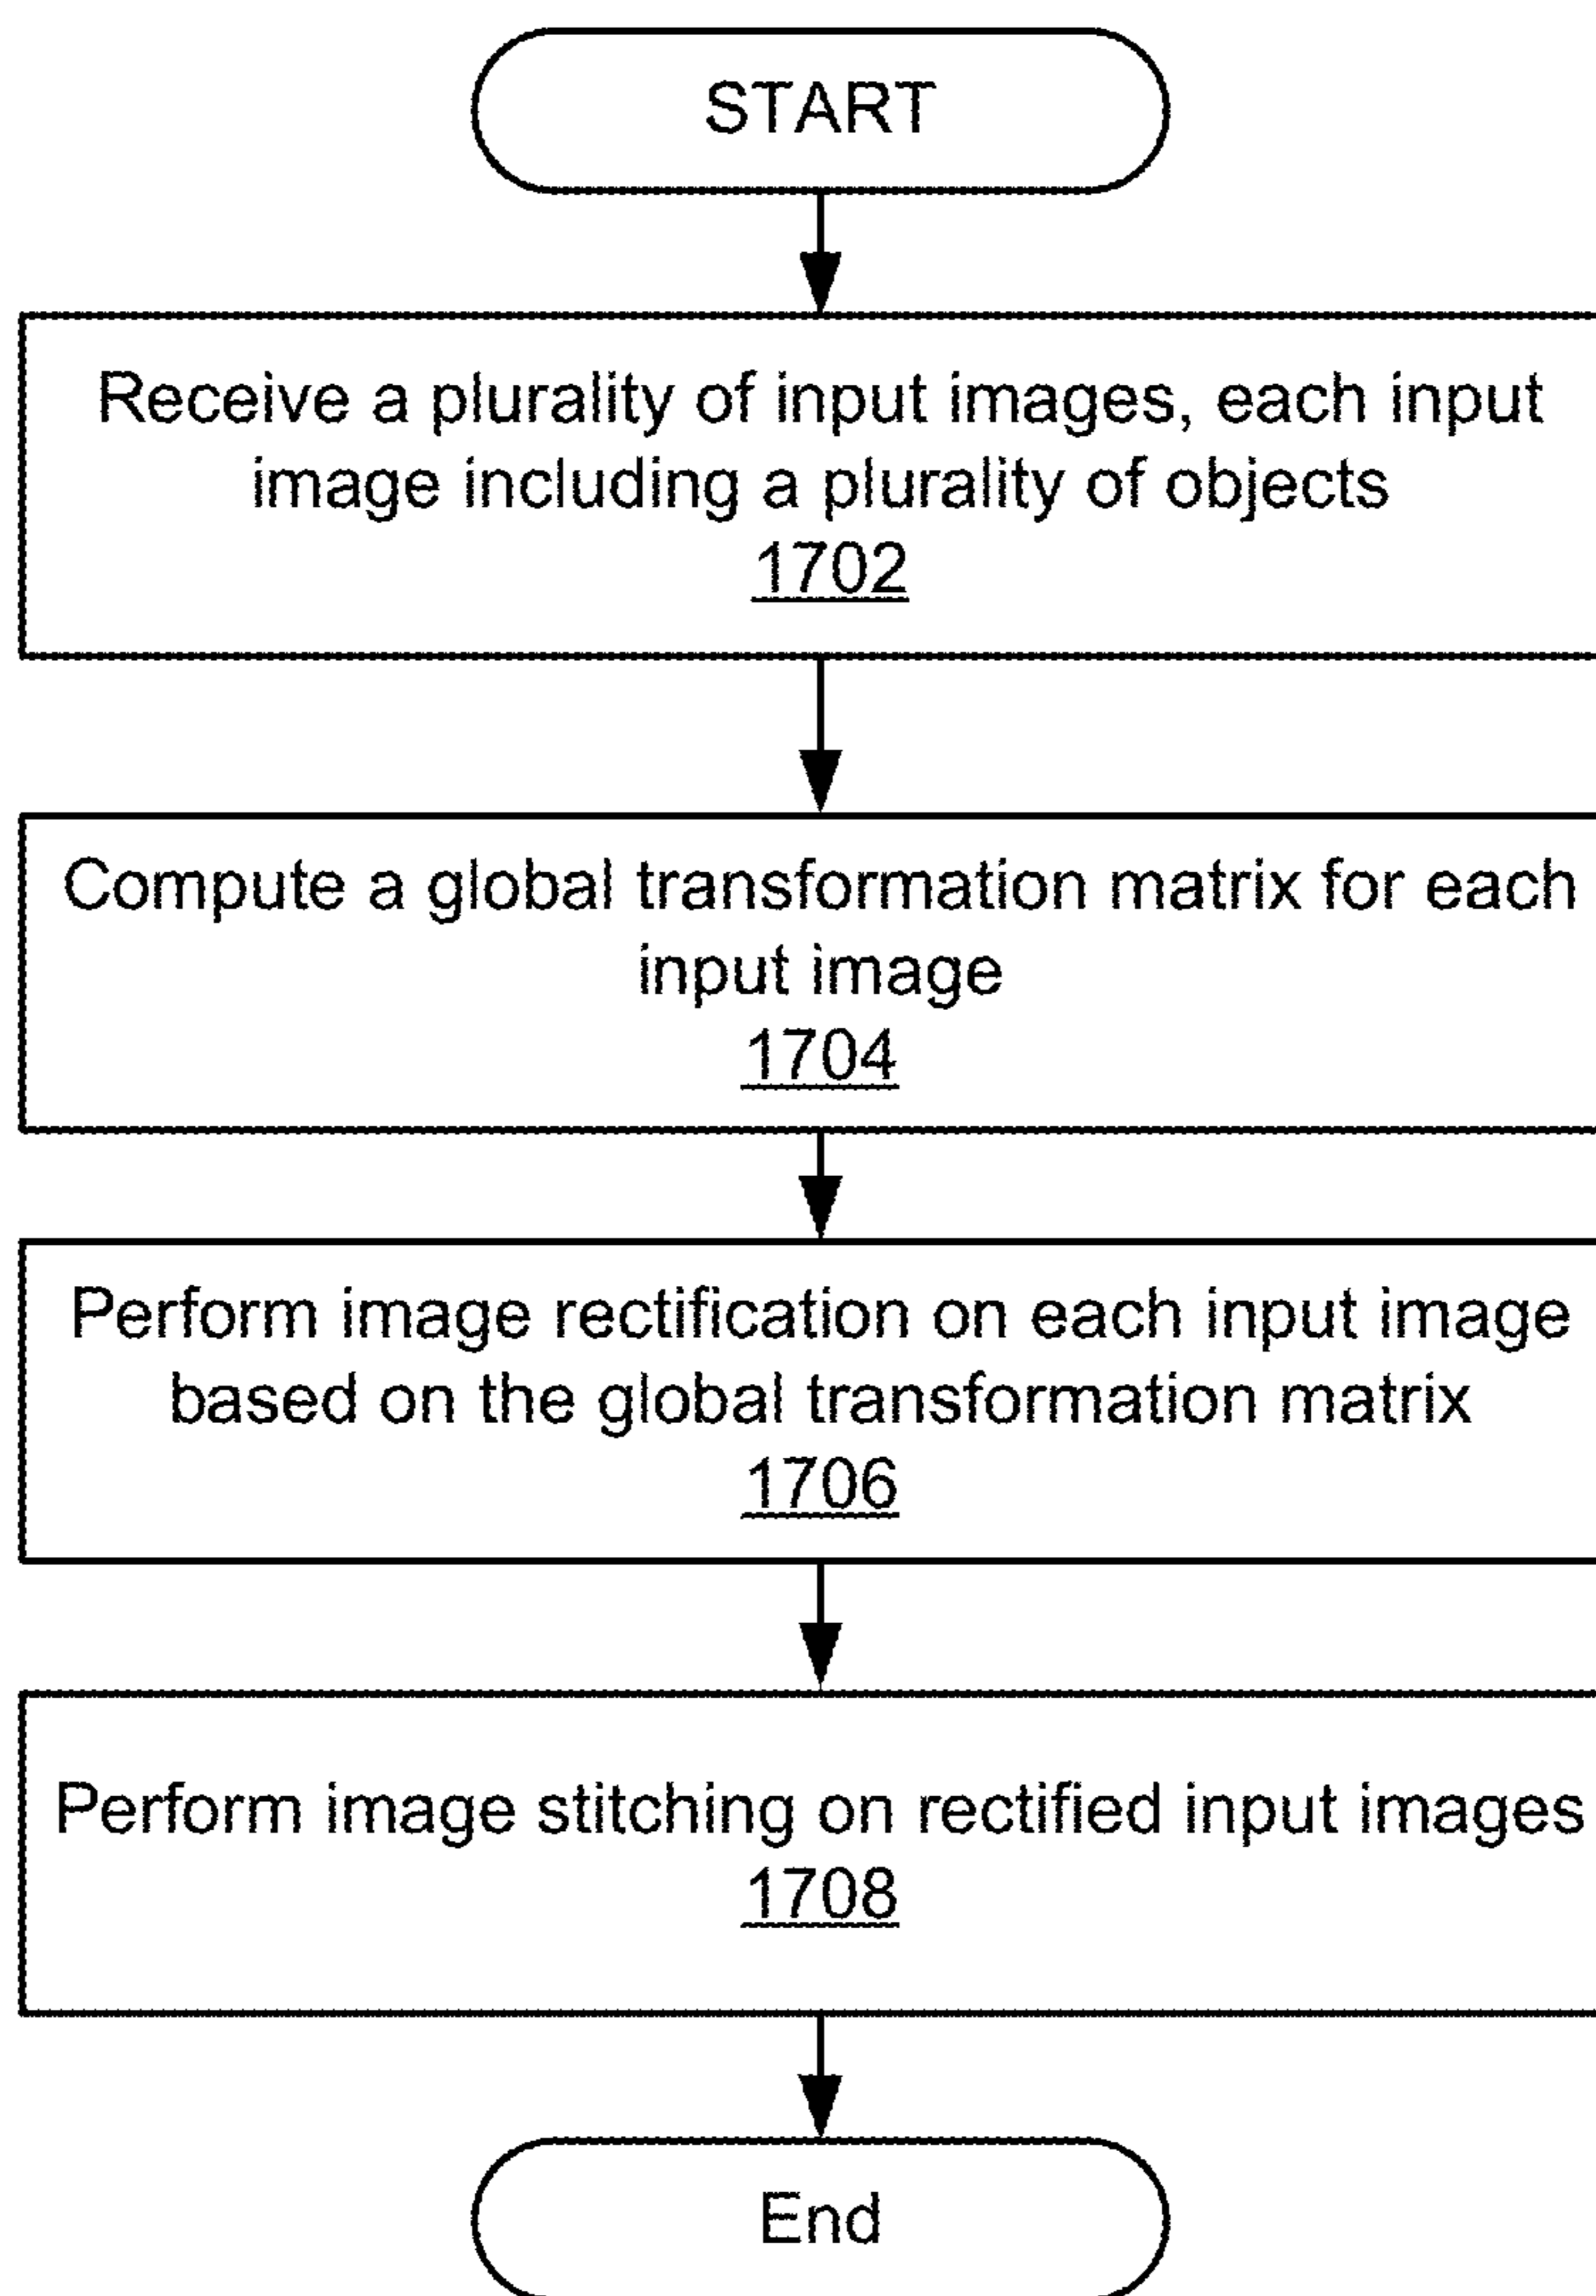 START
Receive a plurality of input images, each input
image including a plurality of objects
1702
Compute a global transformation matrix for each
input image
1704
Perform image rectification on each input image
based on the global transformation matrix
1706
Perform image stitching on rectified input images
1708
End